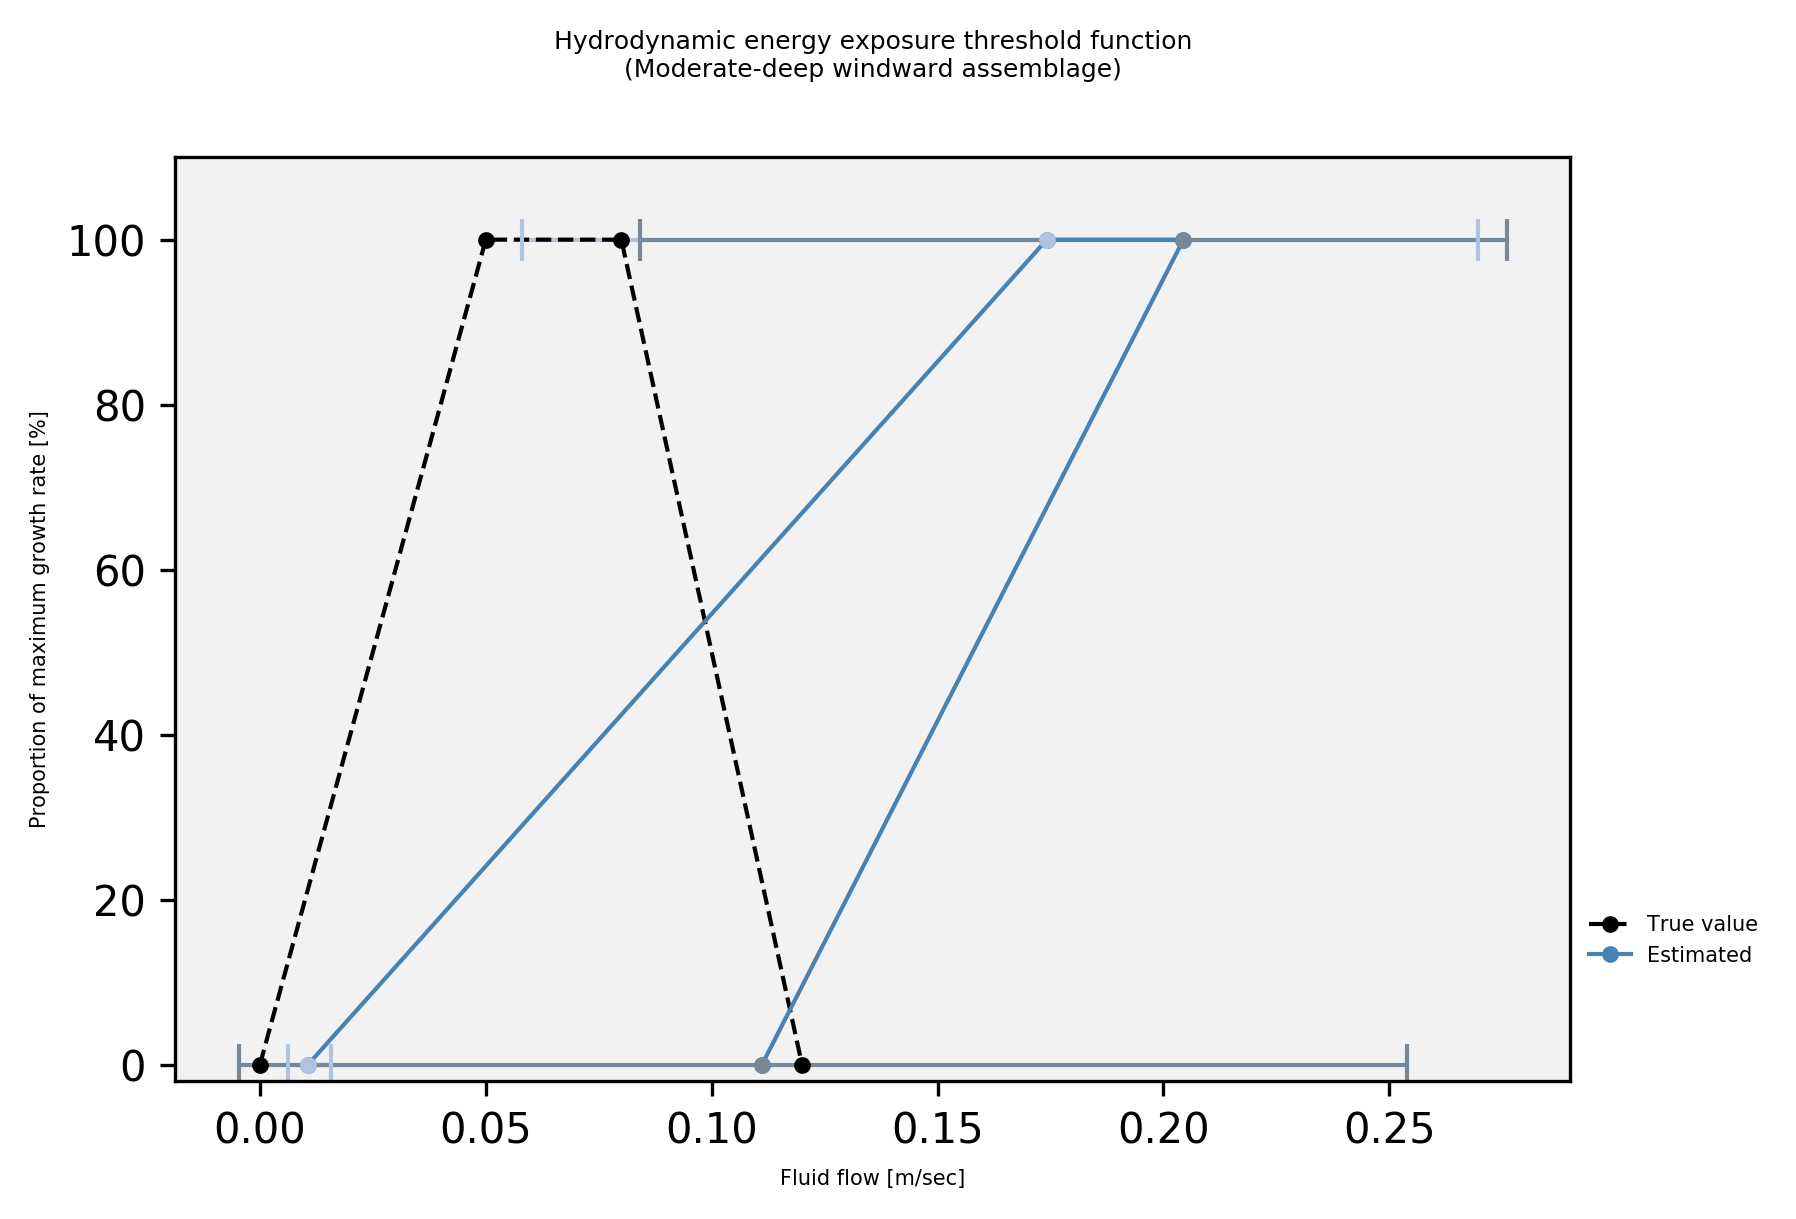 Hydrodynamic energy exposure threshold function
(Moderate-deep windward assemblage)
100
80
60
40
20
0
Proportion of maximum growth rate [%]
0.00 0.05 0.10 0.15 0.20 0.25
Fluid flow [m/sec]
True value
Estimated